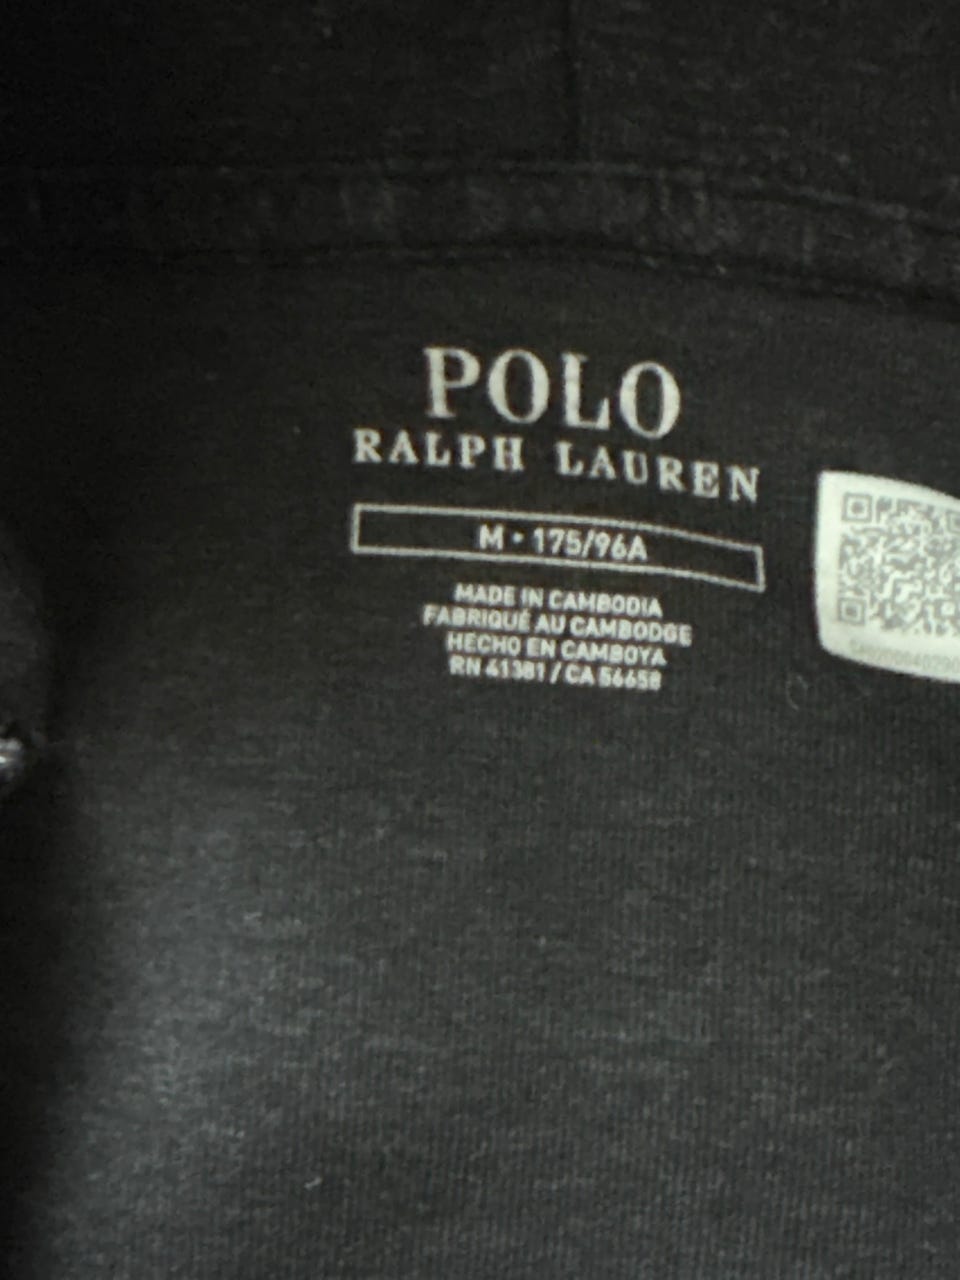 POLO
RALPH LAUREN
M • 175/96A
MADE IN CAMBODIA
FABRIQUÉ AU CAMBODGE
HECHO EN CAMBOYA
RN 41381 / CA 56658